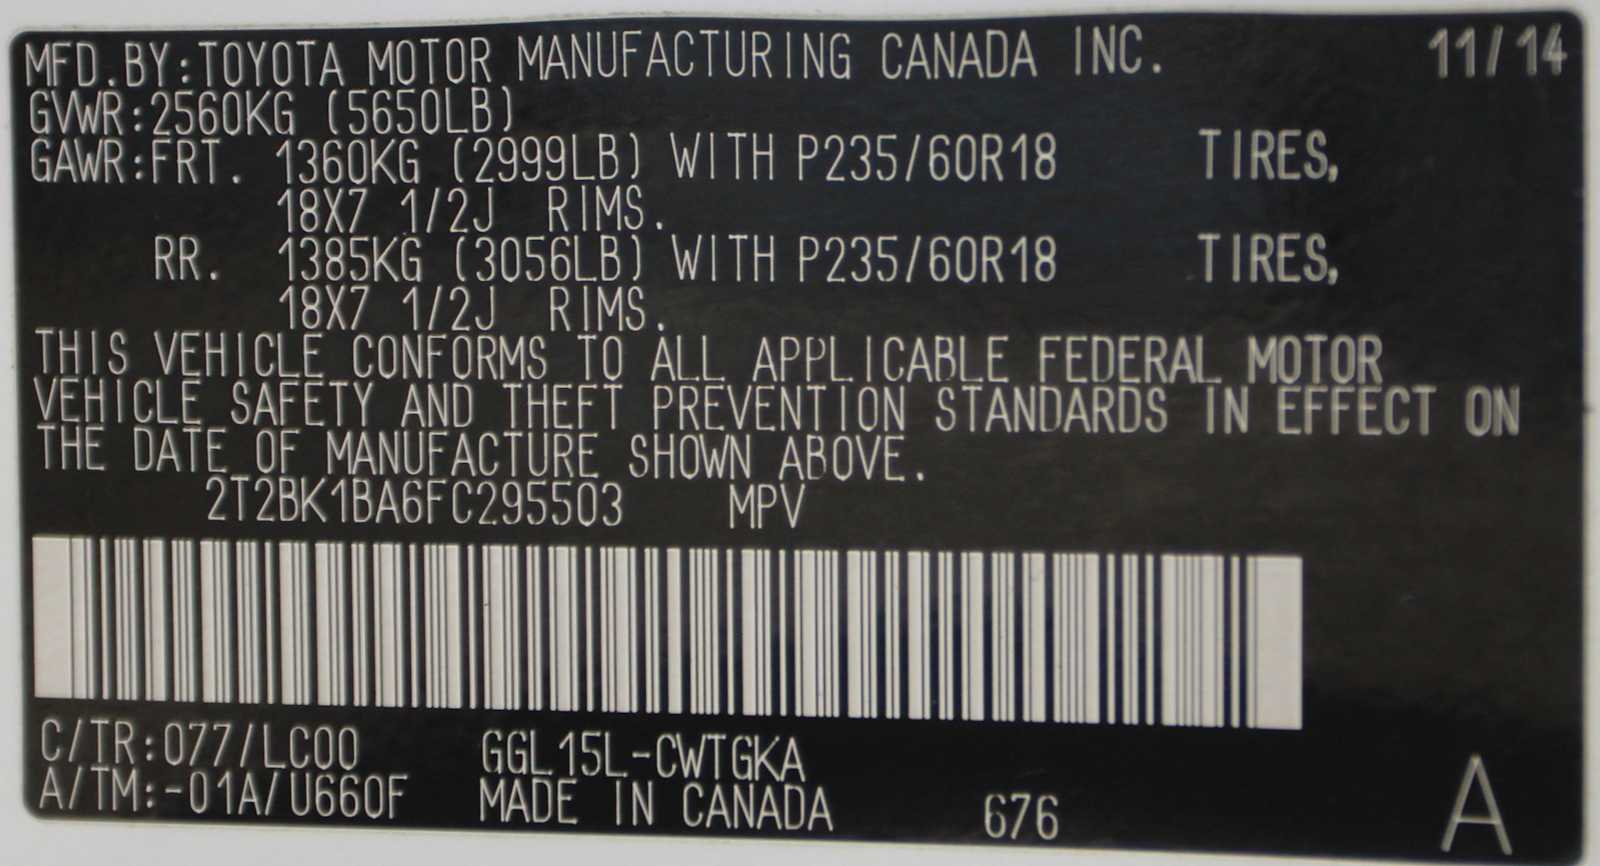 MFD.BY:TOYOTA MOTOR MANUFACTURING CANADA INC. 11/14
GVWR:2560KG (5650LB)
GAWR:FRT. 1360KG (2999LB) WITH P235/60R18 TIRES,
18X7 1/2J RIMS.
RR. 1385KG (3056LB) WITH P235/60R18 TIRES,
18X7 1/2J RIMS.
THIS VEHICLE CONFORMS TO ALL APPLICABLE FEDERAL MOTOR
VEHICLE SAFETY AND THEFT PREVENTION STANDARDS IN EFFECT ON
THE DATE OF MANUFACTURE SHOWN ABOVE.
2T2BK1BA6FC295503 MPV
C/TR:077/LC00 GGL15L-CWTGKA
A/TM:-01A/U660F MADE IN CANADA 676 A